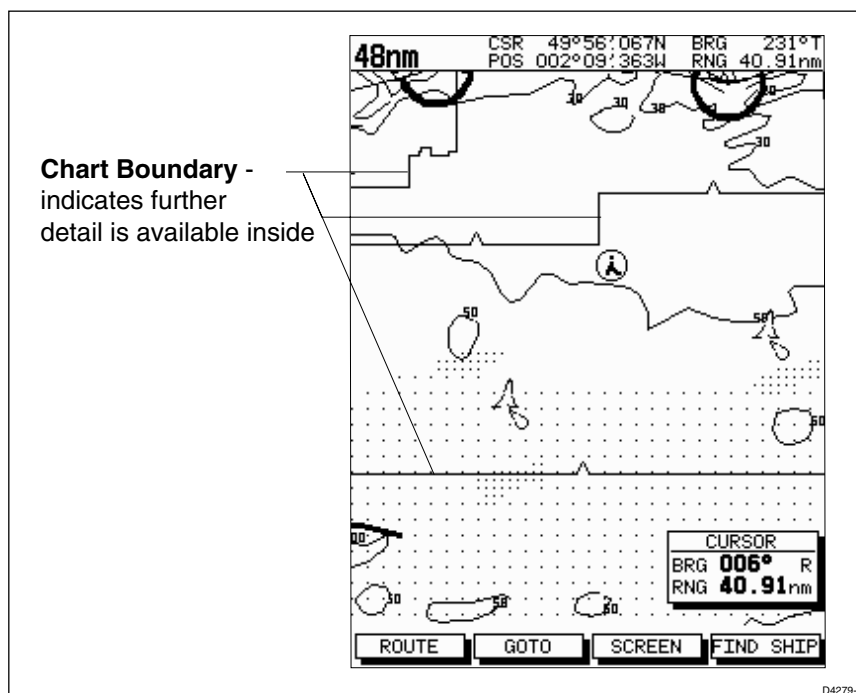 48nm
CSR 49°56!067N BRG 231°T
POS 002°09!363W RNG 40.91nm
30
30
30
30
30
Chart Boundary -
indicates further
detail is available inside
50
50
50
CURSOR
BRG 006° R
RNG 40.91nm
50
50
50
ROUTE GOTO SCREEN FIND SHIP